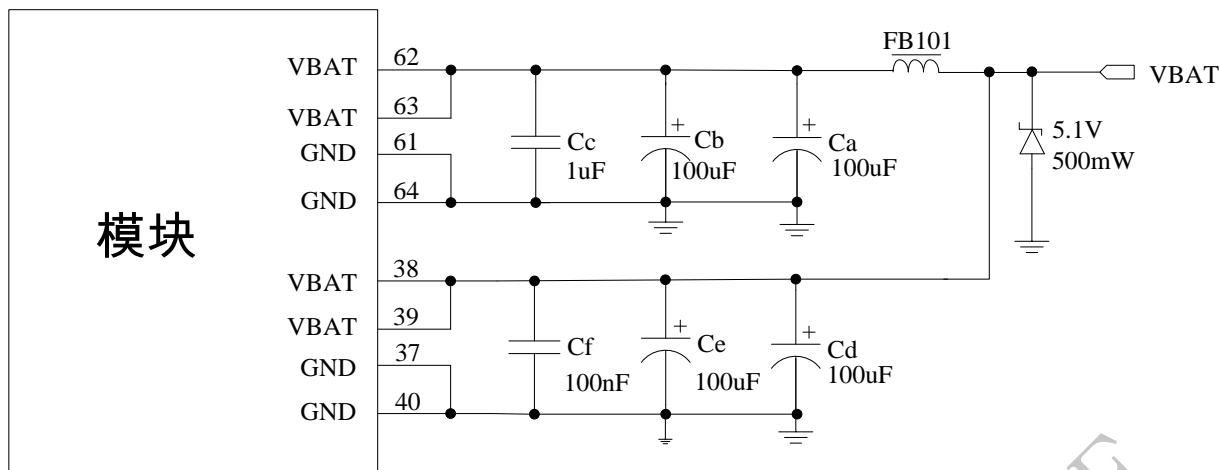 FB101
VBAT 62
VBAT
VBAT 63
GND 61
GND 64
Cc
1uF
+
Cb
100uF
+
Ca
100uF
5.1V
500mW
模块
VBAT 38
VBAT 39
GND 37
GND 40
Cf
100nF
+
Ce
100uF
+
Cd
100uF